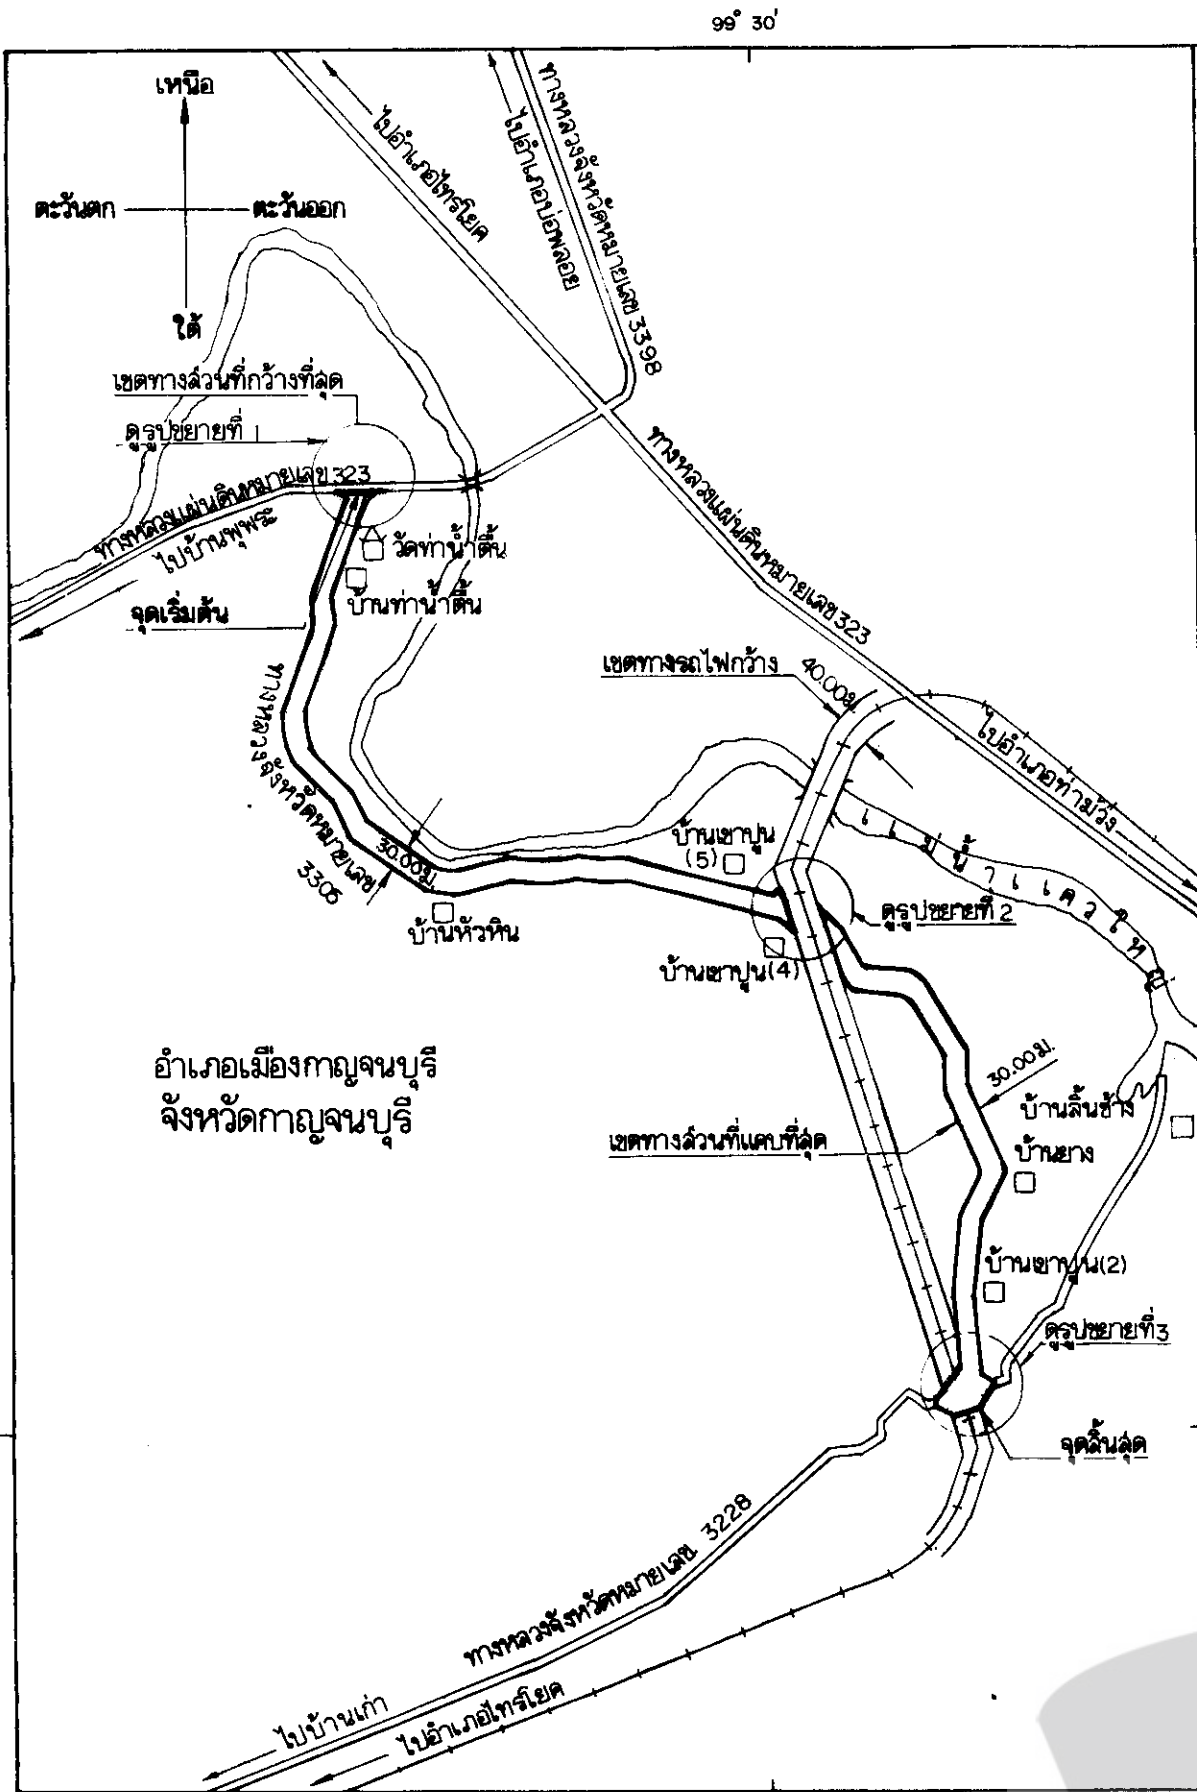 99° 30'
เหนือ
ตะวันตก
ตะวันออก
ใต้
ไปอำเภอไทรโยค
ไปอำเภอบ่อพลอย
ทางหลวงจังหวัดหมายเลข 3398
เขตทางส่วนที่กว้างที่สุด
ดูรูปขยายที่ 1
ทางหลวงแผ่นดินหมายเลข 323
ไปบ้านพุพระ
วัดท่าน้ำตื้น
บ้านท่าน้ำตื้น
จุดเริ่มต้น
ทางหลวงแผ่นดินหมายเลข 323
เขตทางรถไฟกว้าง
40.00ม.
ไปอำเภอท่าม่วง
ทางหลวงจังหวัดหมายเลข
3305
30.00ม.
บ้านหัวหิน
บ้านเขาปูน
(5)
แม่น้ำแควให
ดูรูปขยายที่ 2
บ้านเขาปูน(4)
อำเภอเมืองกาญจนบุรี
จังหวัดกาญจนบุรี
30.00ม.
บ้านลิ้นช้าง
เขตทางส่วนที่แคบที่สุด
บ้านยาง
บ้านเขาปูน(2)
ดูรูปขยายที่3
จุดสิ้นสุด
ทางหลวงจังหวัดหมายเลข 3228
ไปบ้านเก่า
ไปอำเภอไทรโยค